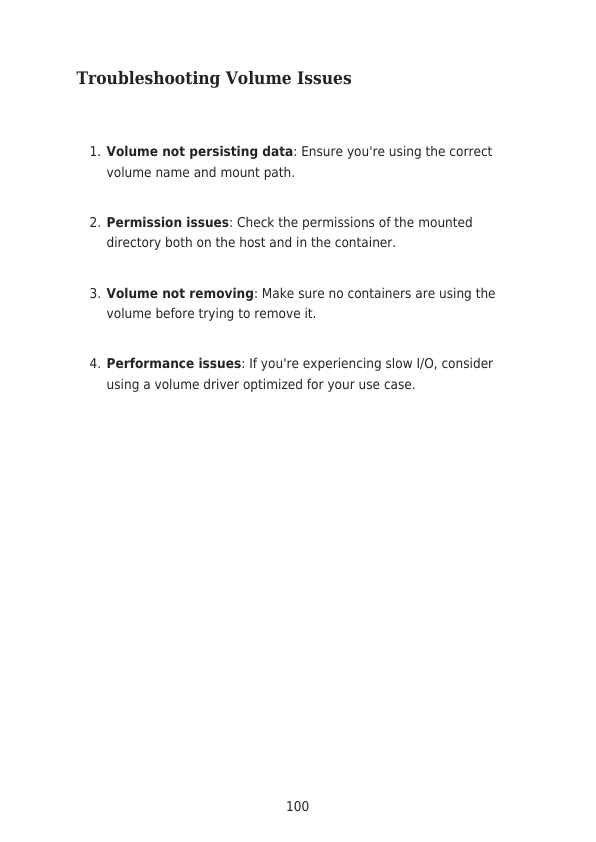 Troubleshooting Volume Issues
1. Volume not persisting data: Ensure you're using the correct
volume name and mount path.
2. Permission issues: Check the permissions of the mounted
directory both on the host and in the container.
3. Volume not removing: Make sure no containers are using the
volume before trying to remove it.
4. Performance issues: If you're experiencing slow I/O, consider
using a volume driver optimized for your use case.
100